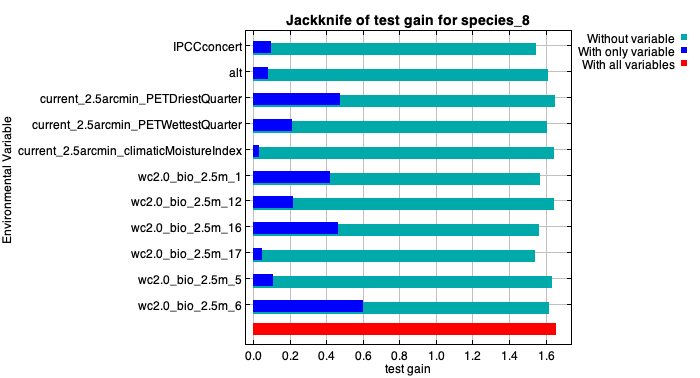 Jackknife of test gain for species_8
Environmental Variable
IPCCconcert
alt
current_2.5arcmin_PETDriestQuarter
current_2.5arcmin_PETWettestQuarter
current_2.5arcmin_climaticMoistureIndex
wc2.0_bio_2.5m_1
wc2.0_bio_2.5m_12
wc2.0_bio_2.5m_16
wc2.0_bio_2.5m_17
wc2.0_bio_2.5m_5
wc2.0_bio_2.5m_6
0.0 0.2 0.4 0.6 0.8 1.0 1.2 1.4 1.6
test gain
Without variable
With only variable
With all variables